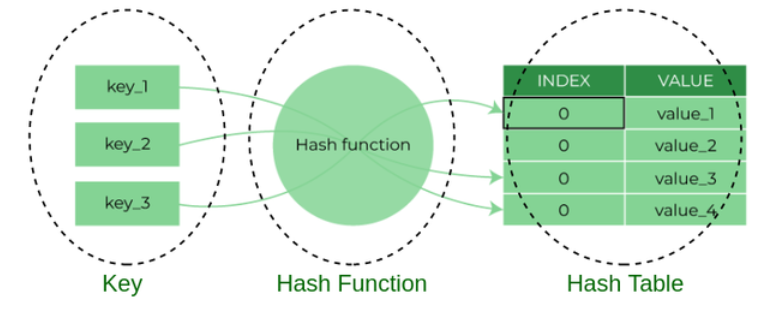 key_1
key_2
key_3
Hash function
INDEX VALUE
0 value_1
0 value_2
0 value_3
0 value_4
Key
Hash Function
Hash Table